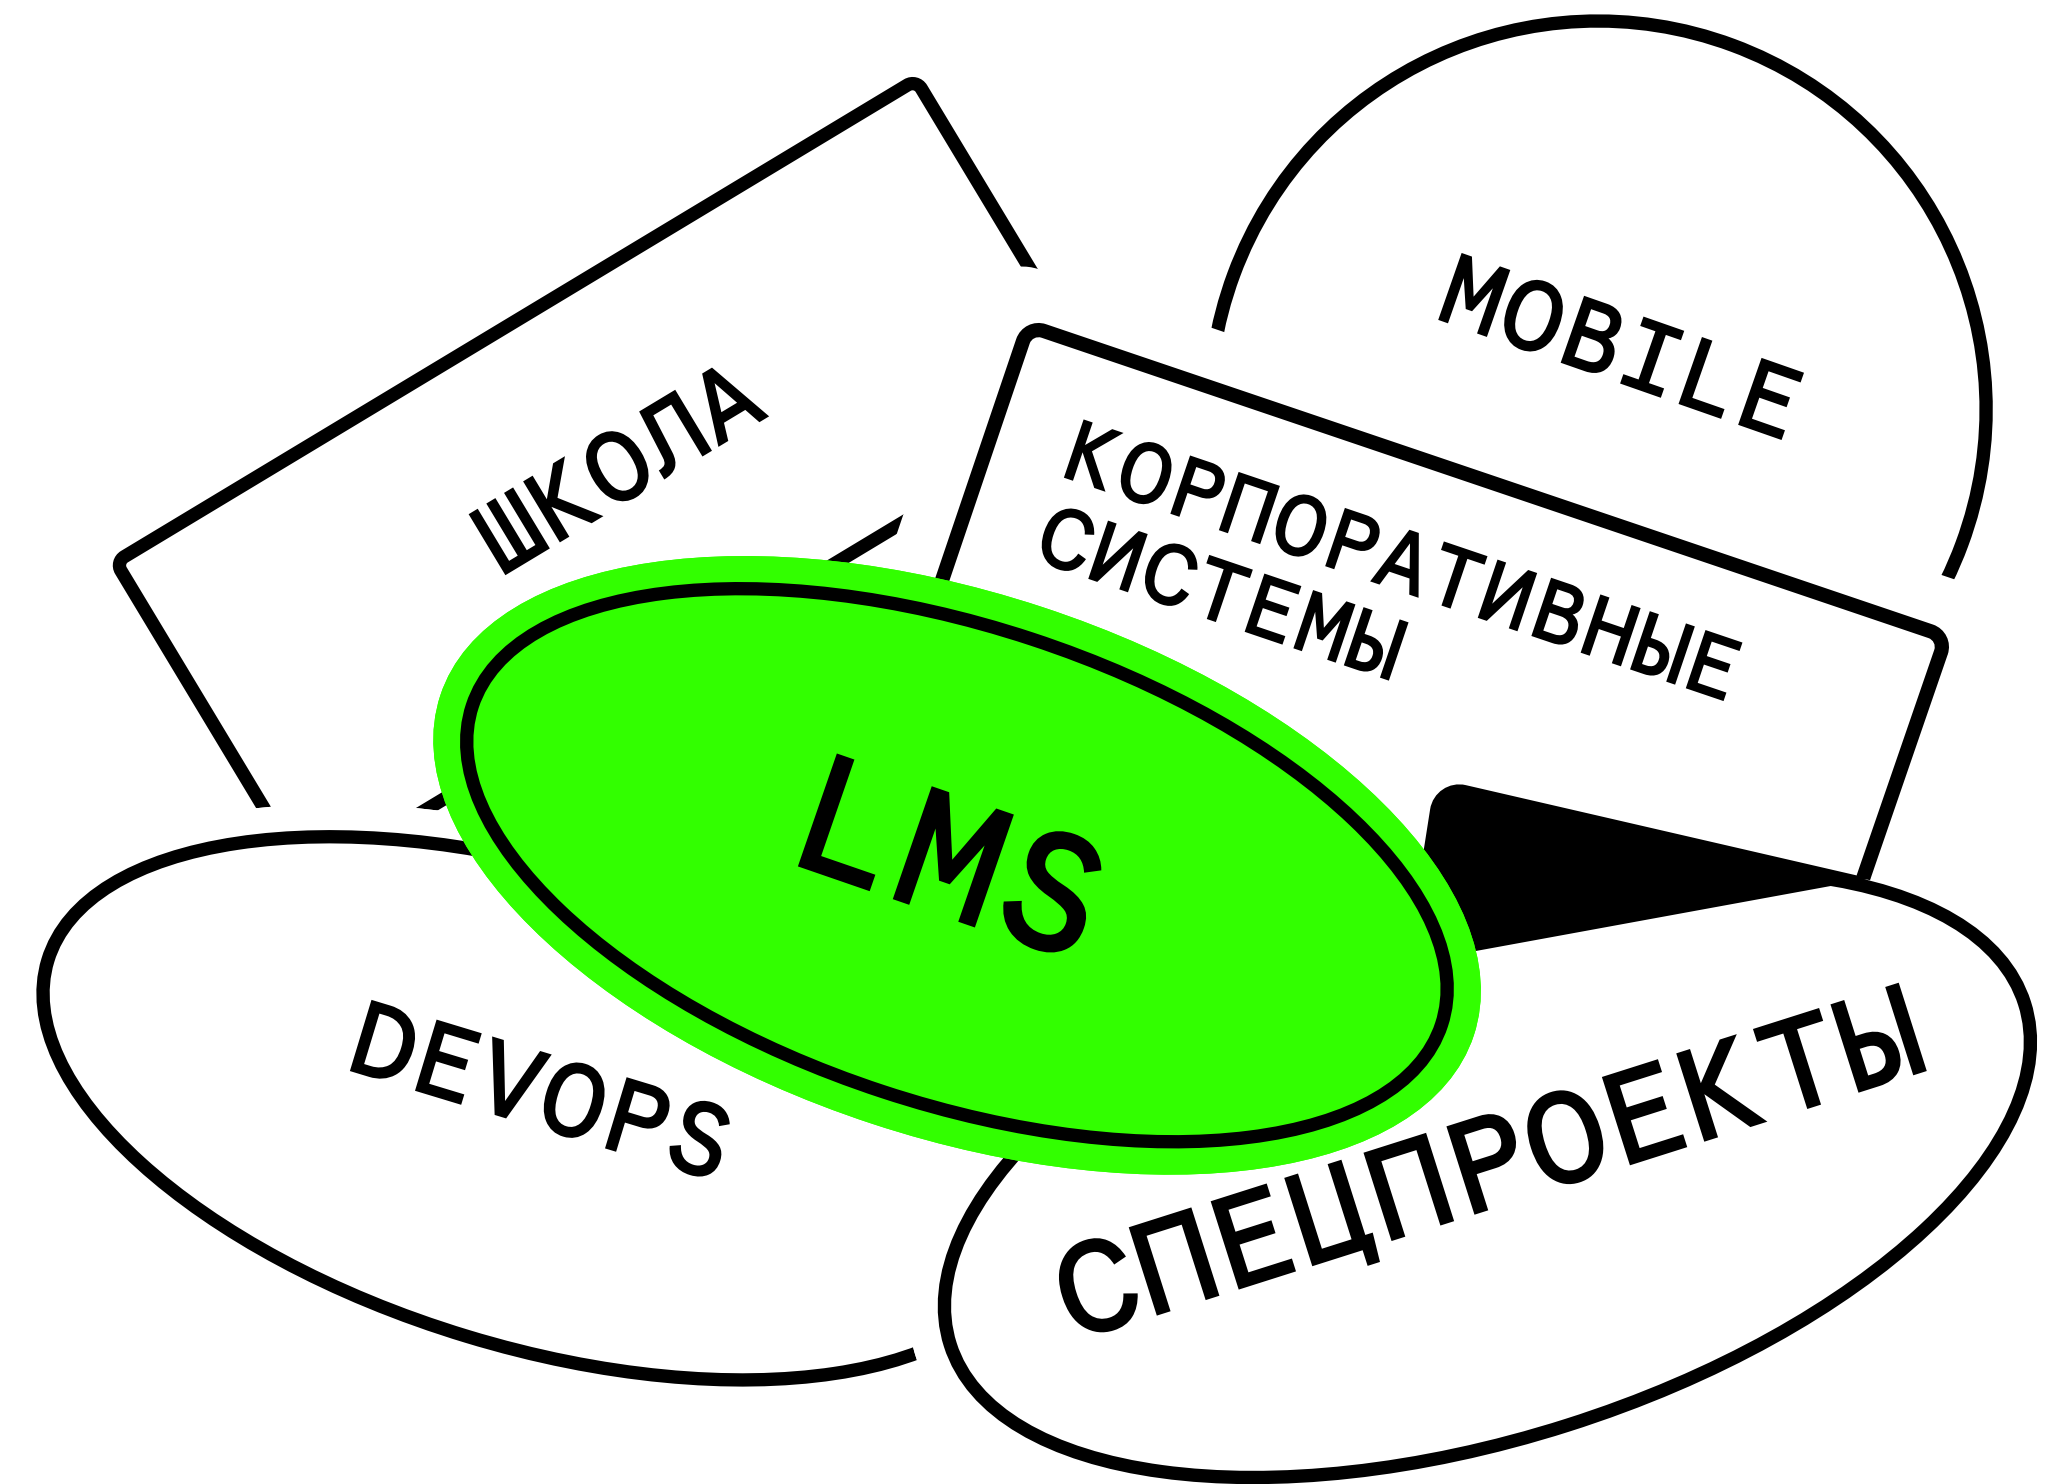 MOBILE
ШКОЛА
КОРПОРАТИВНЫЕ
СИСТЕМЫ
LMS
DEVOPS
СПЕЦПРОЕКТЫ